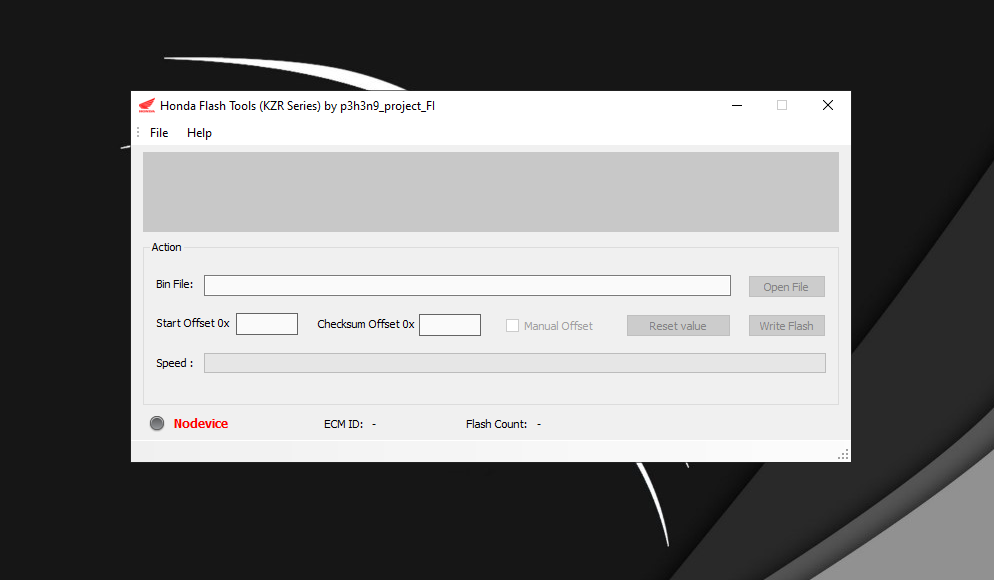 Honda Flash Tools (KZR Series) by p3h3n9_project_FI
File Help
Action
Bin File: Open File
Start Offset 0x Checksum Offset 0x Manual Offset Reset value Write Flash
Speed :
Nodevice ECM ID: - Flash Count: -